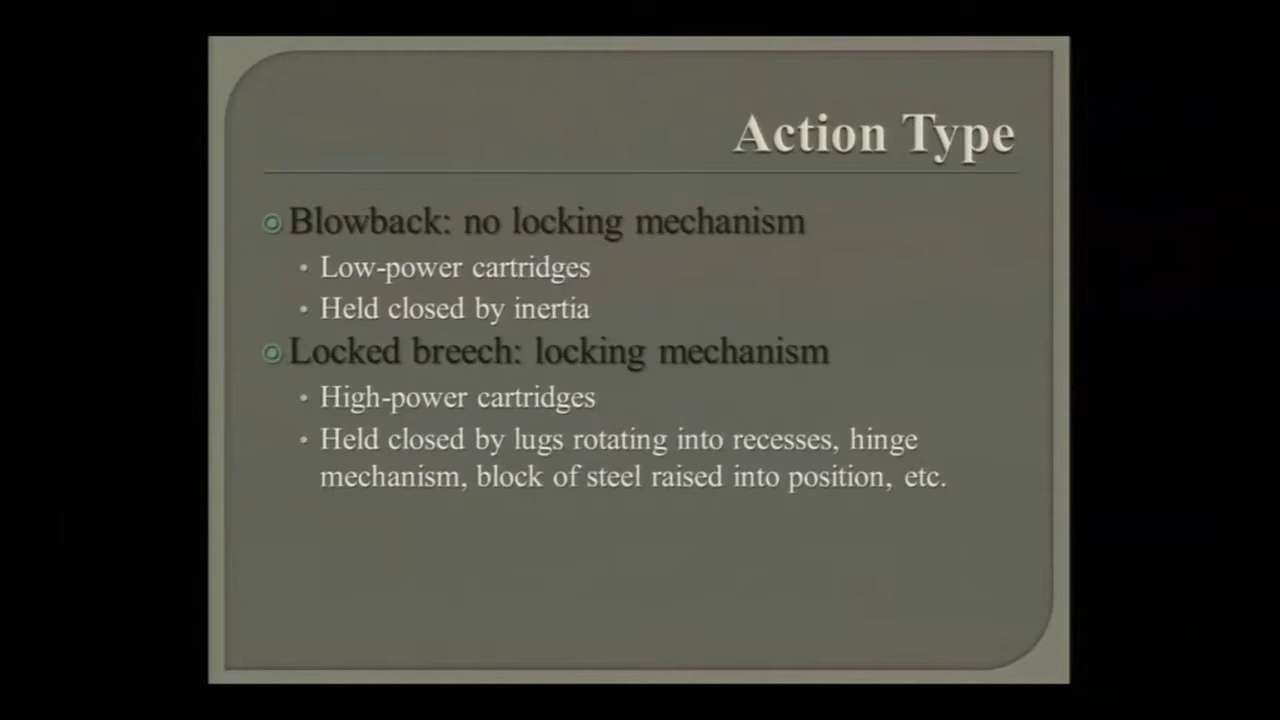 Action Type
Blowback: no locking mechanism
Low-power cartridges
Held closed by inertia
Locked breech: locking mechanism
High-power cartridges
Held closed by lugs rotating into recesses, hinge
mechanism, block of steel raised into position, etc.